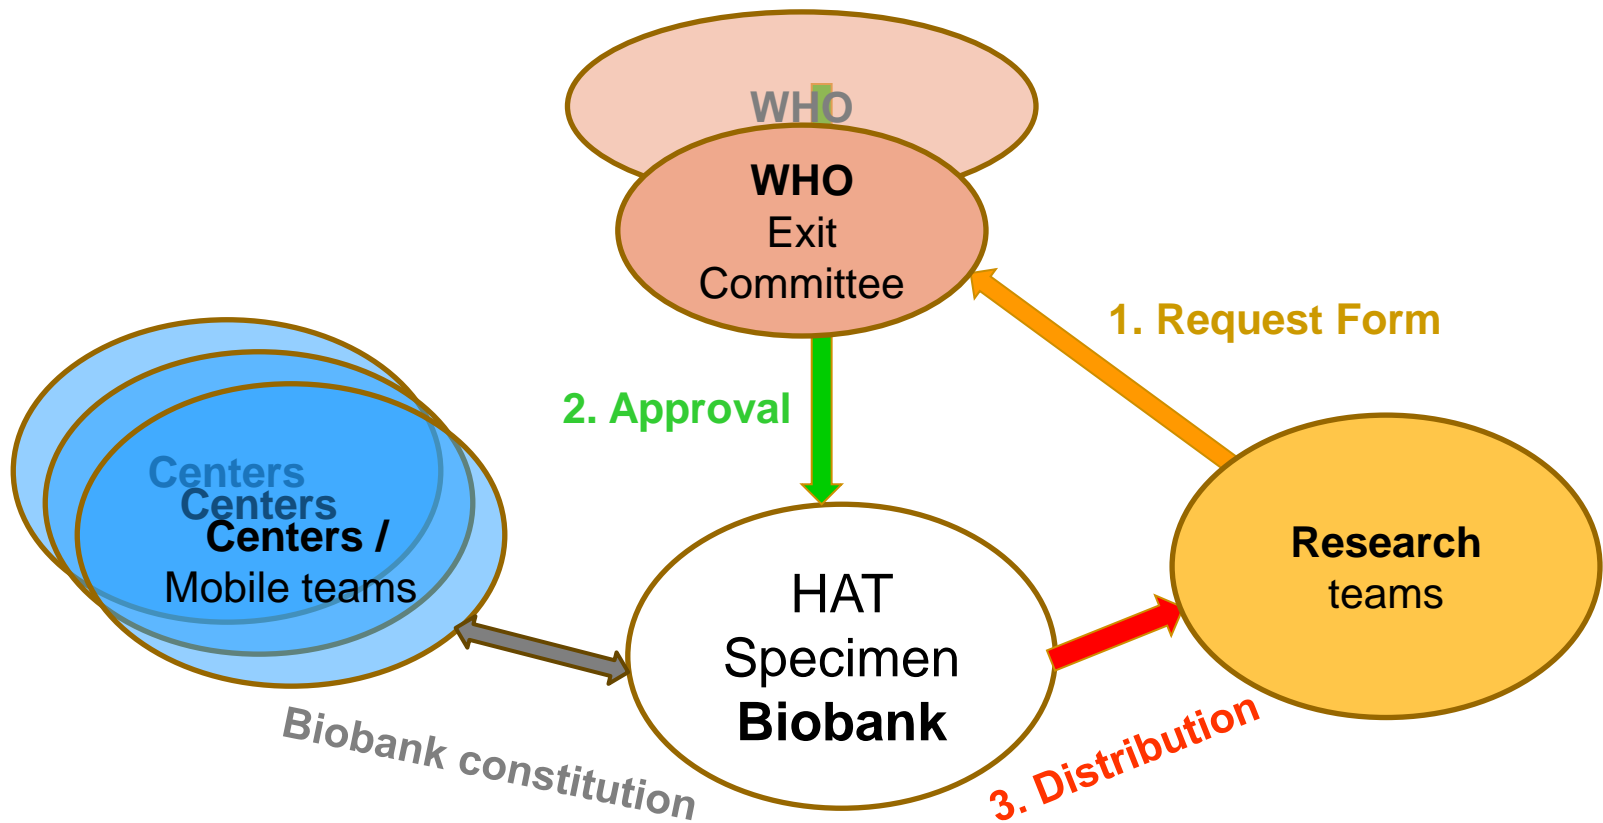 WHO
WHO
Exit
Committee
1. Request Form
2. Approval
Centers
Centers
Centers /
Mobile teams
Research
teams
HAT
Specimen
Biobank
Biobank constitution
3. Distribution